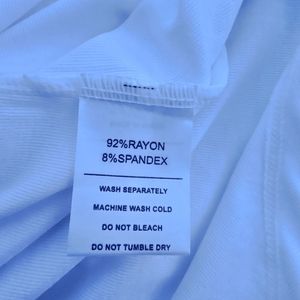 92%RAYON
8%SPANDEX
WASH SEPARATELY
MACHINE WASH COLD
DO NOT BLEACH
DO NOT TUMBLE DRY